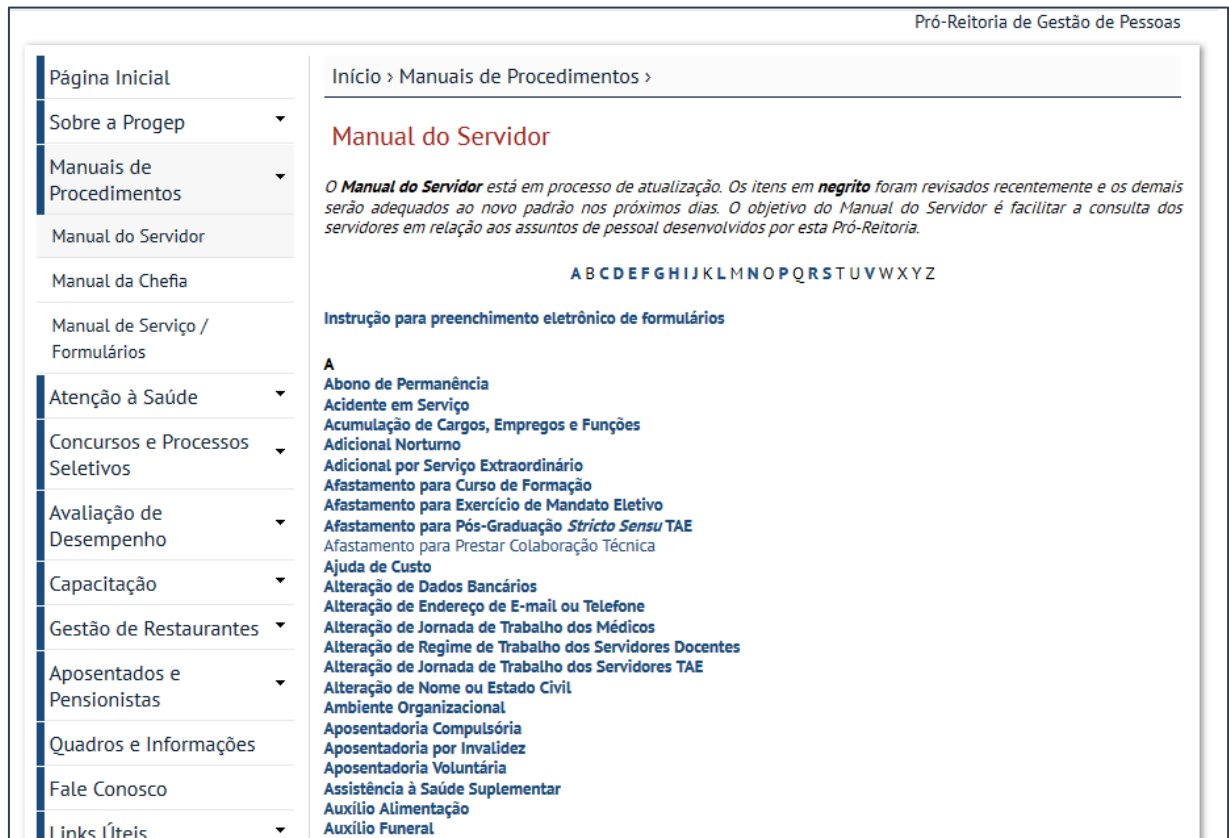 Pró-Reitoria de Gestão de Pessoas
Página Inicial
Sobre a Progep
Manuais de
Procedimentos
Manual do Servidor
Manual da Chefia
Manual de Serviço /
Formulários
Atenção à Saúde
Concursos e Processos
Seletivos
Avaliação de
Desempenho
Capacitação
Gestão de Restaurantes
Aposentados e
Pensionistas
Quadros e Informações
Fale Conosco
Links Úteis
Início › Manuais de Procedimentos ›
Manual do Servidor
O Manual do Servidor está em processo de atualização. Os itens em negrito foram revisados recentemente e os demais
serão adequados ao novo padrão nos próximos dias. O objetivo do Manual do Servidor é facilitar a consulta dos
servidores em relação aos assuntos de pessoal desenvolvidos por esta Pró-Reitoria.
A B C D E F G H I J K L M N O P Q R S T U V W X Y Z
Instrução para preenchimento eletrônico de formulários
A
Abono de Permanência
Acidente em Serviço
Acumulação de Cargos, Empregos e Funções
Adicional Norturno
Adicional por Serviço Extraordinário
Afastamento para Curso de Formação
Afastamento para Exercício de Mandato Eletivo
Afastamento para Pós-Graduação Stricto Sensu TAE
Afastamento para Prestar Colaboração Técnica
Ajuda de Custo
Alteração de Dados Bancários
Alteração de Endereço de E-mail ou Telefone
Alteração de Jornada de Trabalho dos Médicos
Alteração de Regime de Trabalho dos Servidores Docentes
Alteração de Jornada de Trabalho dos Servidores TAE
Alteração de Nome ou Estado Civil
Ambiente Organizacional
Aposentadoria Compulsória
Aposentadoria por Invalidez
Aposentadoria Voluntária
Assistência à Saúde Suplementar
Auxílio Alimentação
Auxílio Funeral